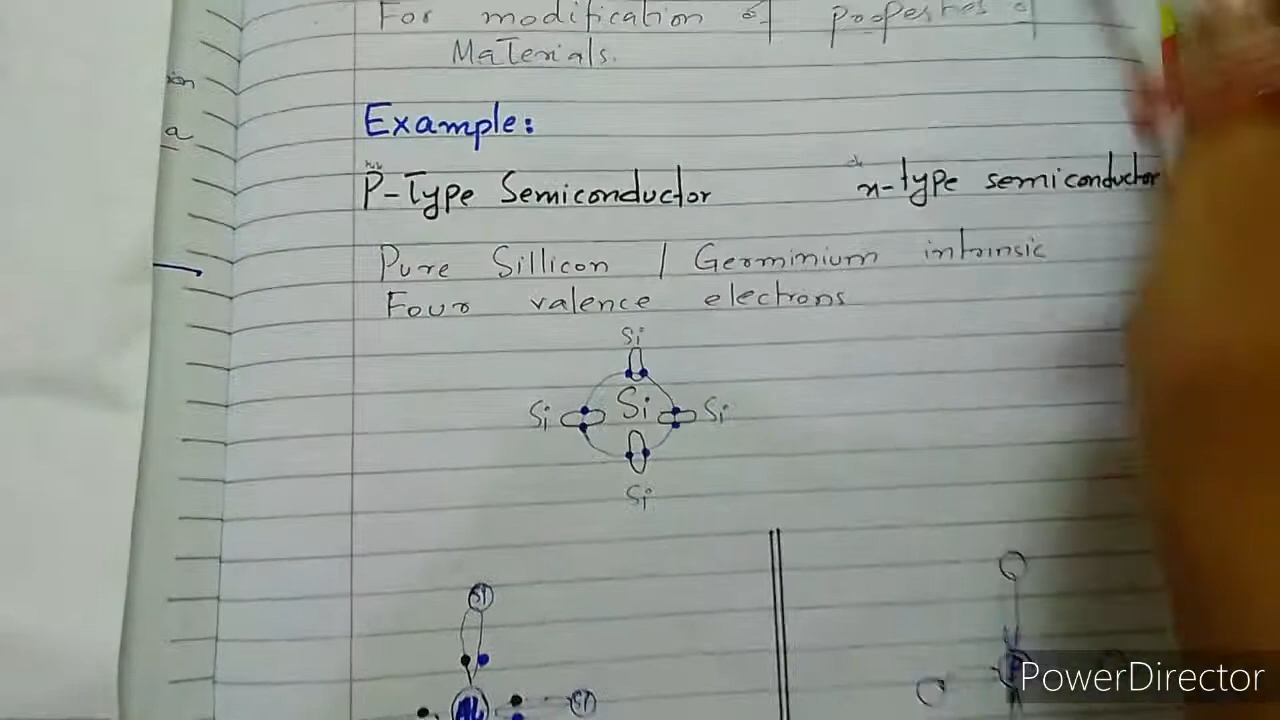 For modification of properties of
Materials.
ion
a
Example:
P-Type Semiconductor n-type semiconductor
Pure Sillicon / Germinium intrinsic
Four valence electrons
Si
Si Si Si
Si
Si
AL Si
P
PowerDirector